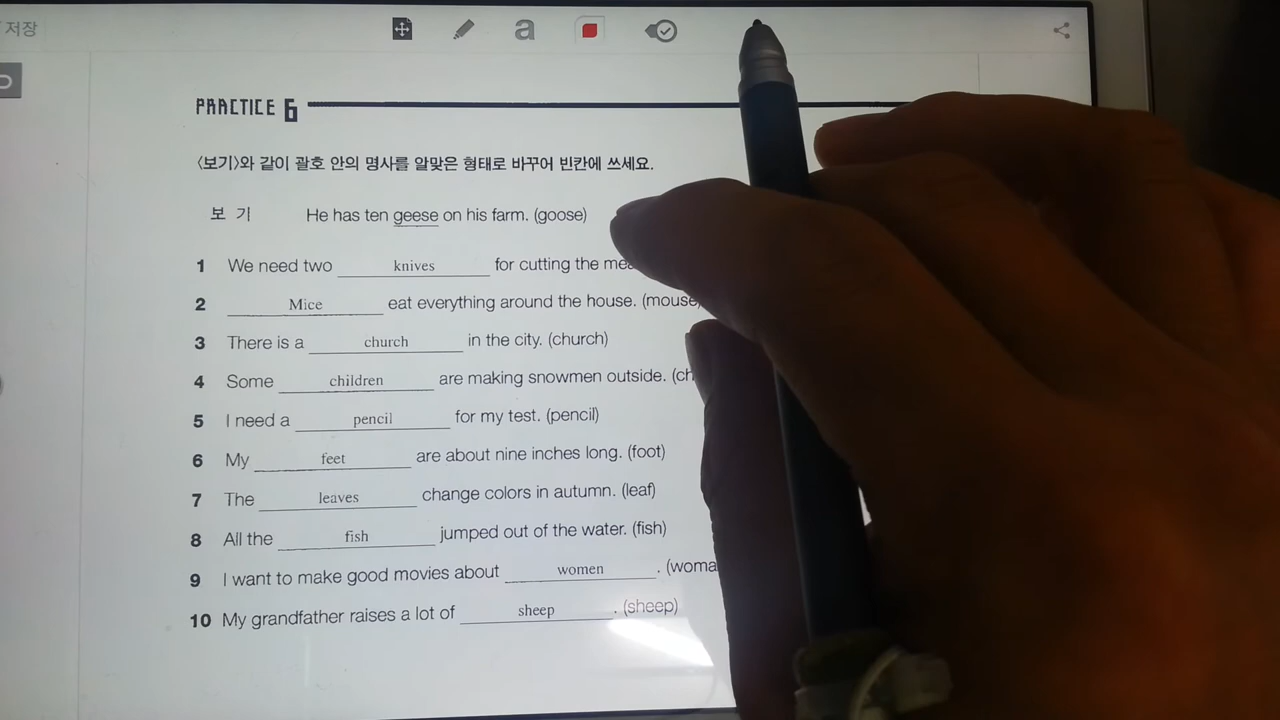 저장
a
PRACTICE 6
〈보기〉와 같이 괄호 안의 명사를 알맞은 형태로 바꾸어 빈칸에 쓰세요.
보 기 He has ten geese on his farm. (goose)
1 We need two knives for cutting the
2 Mice eat everything around the house. (mouse)
3 There is a church in the city. (church)
4 Some children are making snowmen outside.
5 I need a pencil for my test. (pencil)
6 My feet are about nine inches long. (foot)
7 The leaves change colors in autumn. (leaf)
8 All the fish jumped out of the water. (fish)
9 I want to make good movies about women .
10 My grandfather raises a lot of sheep . (sheep)